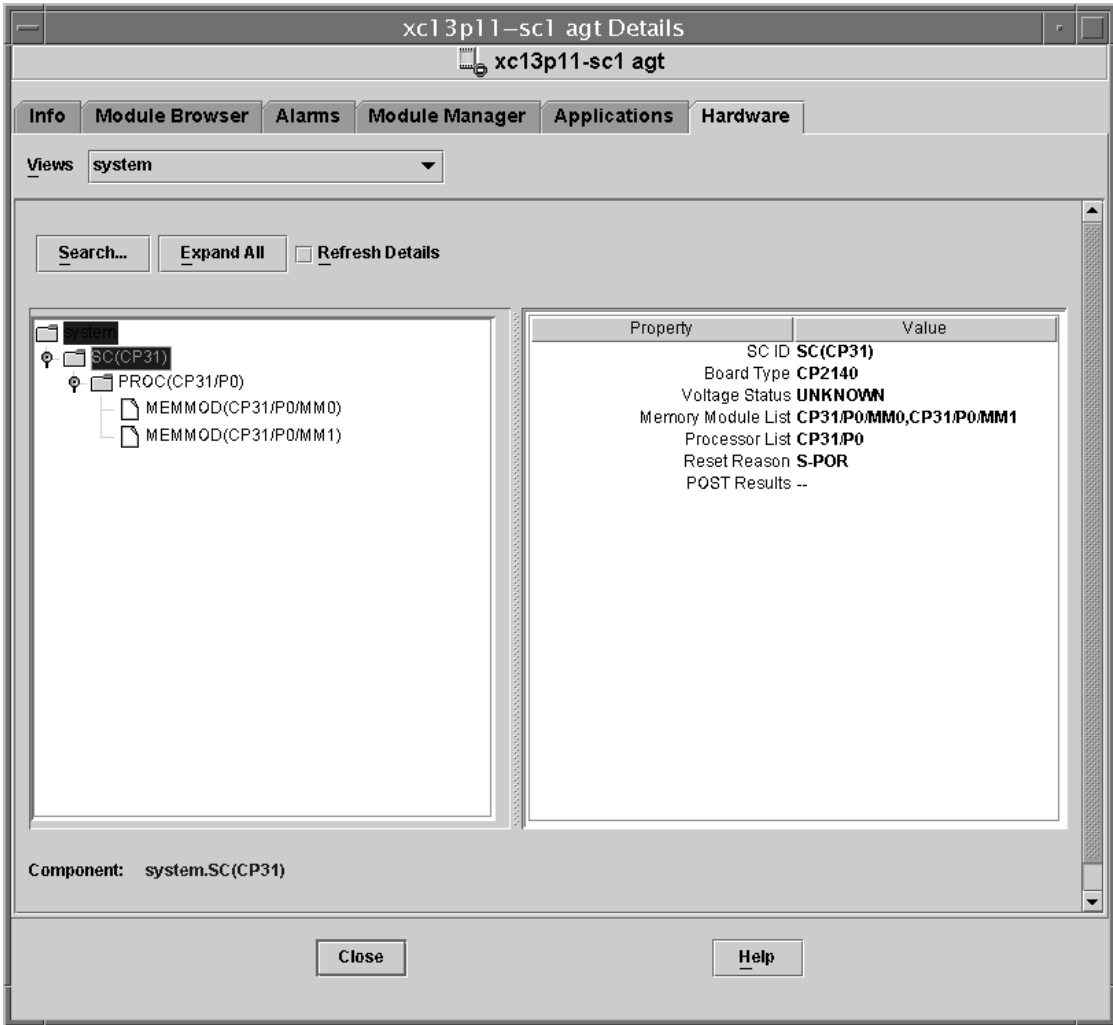 xc13p11-sc1 agt Details
xc13p11-sc1 agt
Info Module Browser Alarms Module Manager Applications Hardware
Views system
Search... Expand All Refresh Details
system
SC(CP31)
PROC(CP31/P0)
MEMMOD(CP31/P0/MM0)
MEMMOD(CP31/P0/MM1)
Property Value
SC ID SC(CP31)
Board Type CP2140
Voltage Status UNKNOWN
Memory Module List CP31/P0/MM0,CP31/P0/MM1
Processor List CP31/P0
Reset Reason S-POR
POST Results --
Component: system.SC(CP31)
Close Help